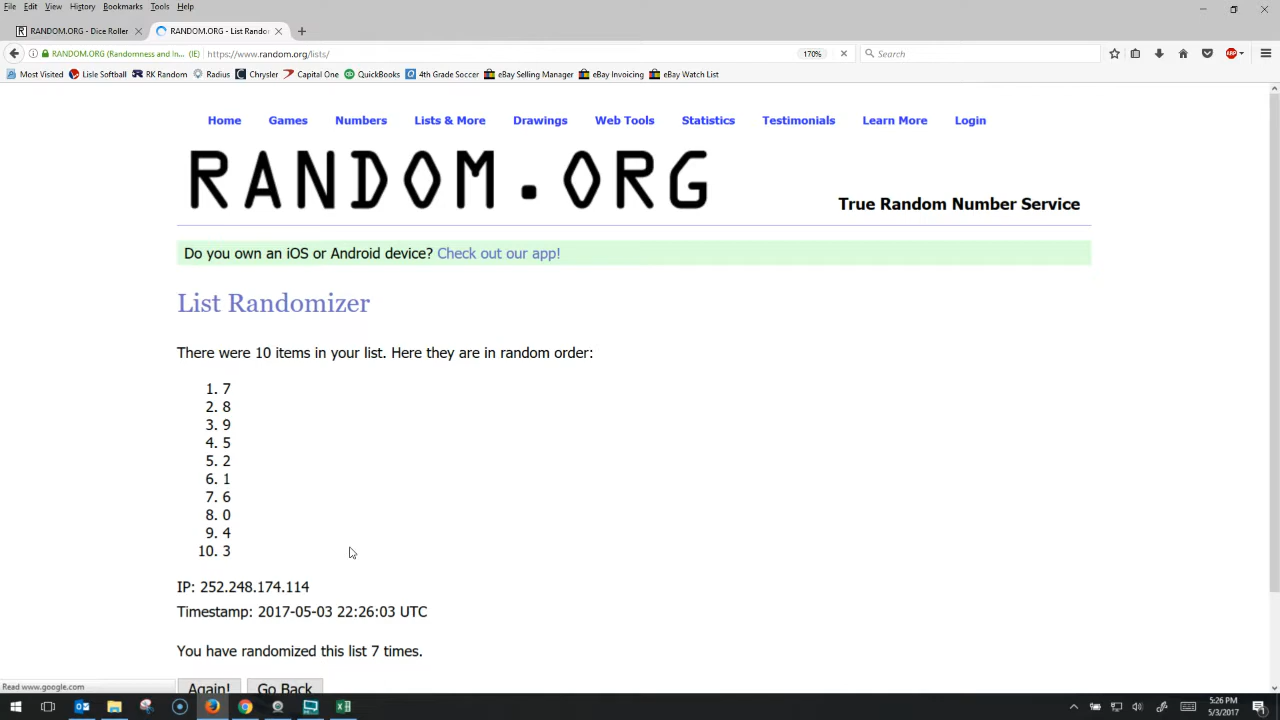 File Edit View History Bookmarks Tools Help
RANDOM.ORG - Dice Roller
RANDOM.ORG - List Rando
RANDOM.ORG (Randomness and In... (IE)
https://www.random.org/lists/
170%
Search
Most Visited Lisle Softball RK Random Radius Chrysler Capital One QuickBooks 4th Grade Soccer eBay Selling Manager eBay Invoicing eBay Watch List
Home Games Numbers Lists & More Drawings Web Tools Statistics Testimonials Learn More Login
RANDOM.ORG
True Random Number Service
Do you own an iOS or Android device? Check out our app!
List Randomizer
There were 10 items in your list. Here they are in random order:
1. 7
2. 8
3. 9
4. 5
5. 2
6. 1
7. 6
8. 0
9. 4
10. 3
IP: 252.248.174.114
Timestamp: 2017-05-03 22:26:03 UTC
You have randomized this list 7 times.
Again! Go Back
Read www.google.com
5:26 PM
5/3/2017